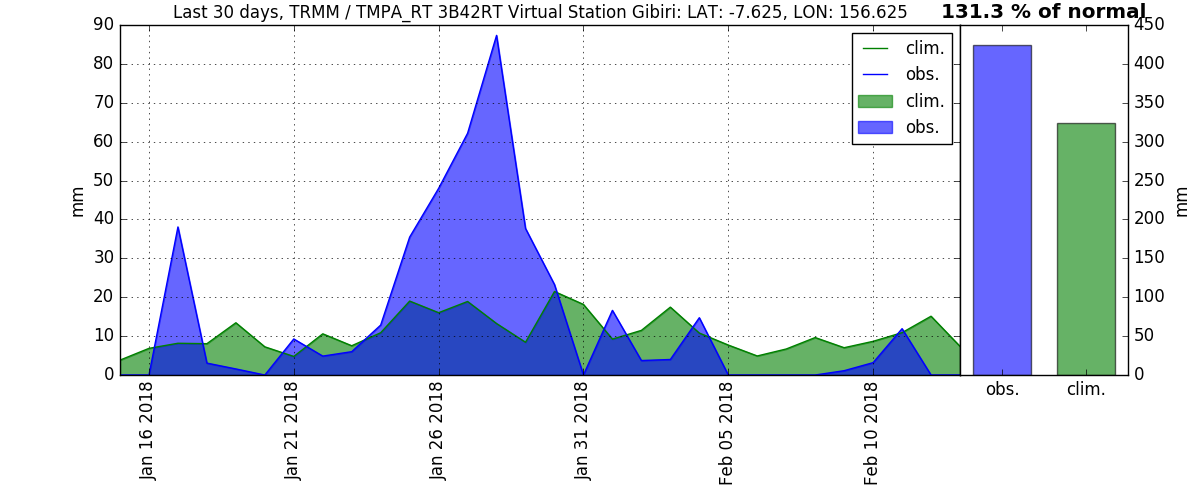 Last 30 days, TRMM / TMPA_RT 3B42RT Virtual Station Gibiri: LAT: -7.625, LON: 156.625
131.3 % of normal
90
80
70
60
50
40
30
20
10
0
mm
Jan 16 2018
Jan 21 2018
Jan 26 2018
Jan 31 2018
Feb 05 2018
Feb 10 2018
clim.
obs.
clim.
obs.
450
400
350
300
250
200
150
100
50
0
mm
obs.
clim.